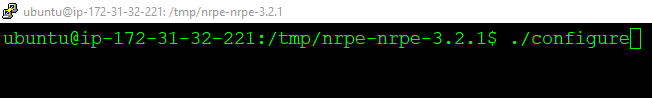 ubuntu@ip-172-31-32-221: /tmp/nrpe-nrpe-3.2.1
ubuntu@ip-172-31-32-221:/tmp/nrpe-nrpe-3.2.1$ ./configure